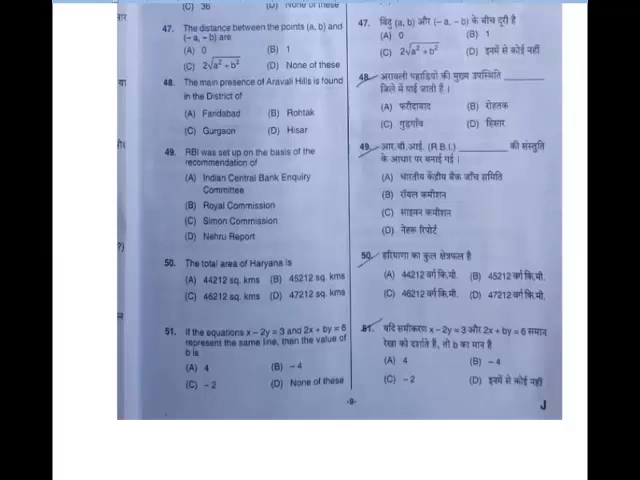 (C) 36 (D) None of these
47. The distance between the points (a, b) and
(– a, – b) are
(A) 0 (B) 1
(C) 2√a² + b² (D) None of these
48. The main presence of Aravali Hills is found
in the District of
(A) Faridabad (B) Rohtak
(C) Gurgaon (D) Hisar
49. RBI was set up on the basis of the
recommendation of
(A) Indian Central Bank Enquiry
Committee
(B) Royal Commission
(C) Simon Commission
(D) Nehru Report
50. The total area of Haryana is
(A) 44212 sq. kms (B) 45212 sq. kms
(C) 46212 sq. kms (D) 47212 sq. kms
51. If the equations x – 2y = 3 and 2x + by = 6
represent the same line, then the value of
b is
(A) 4 (B) – 4
(C) – 2 (D) None of these
47. बिंदु (a, b) और (– a, – b) के बीच दूरी है
(A) 0 (B) 1
(C) 2√a² + b² (D) इनमें से कोई नहीं
48. अरावली पहाड़ियों की मुख्य उपस्थिति ________
जिले में पाई जाती हैं ।
(A) फरीदाबाद (B) रोहतक
(C) गुड़गाँव (D) हिसार
49. आर.बी.आई. (R.B.I.) ________ की संस्तुति
के आधार पर बनाई गई ।
(A) भारतीय केंद्रीय बैंक जाँच समिति
(B) रॉयल कमीशन
(C) साइमन कमीशन
(D) नेहरू रिपोर्ट
50. हरियाणा का कुल क्षेत्रफल है
(A) 44212 वर्ग कि.मी. (B) 45212 वर्ग कि.मी.
(C) 46212 वर्ग कि.मी. (D) 47212 वर्ग कि.मी.
51. यदि समीकरण x – 2y = 3 और 2x + by = 6 समान
रेखा को दर्शाते हैं, तो b का मान है
(A) 4 (B) – 4
(C) – 2 (D) इनमें से कोई नहीं
-9-
J